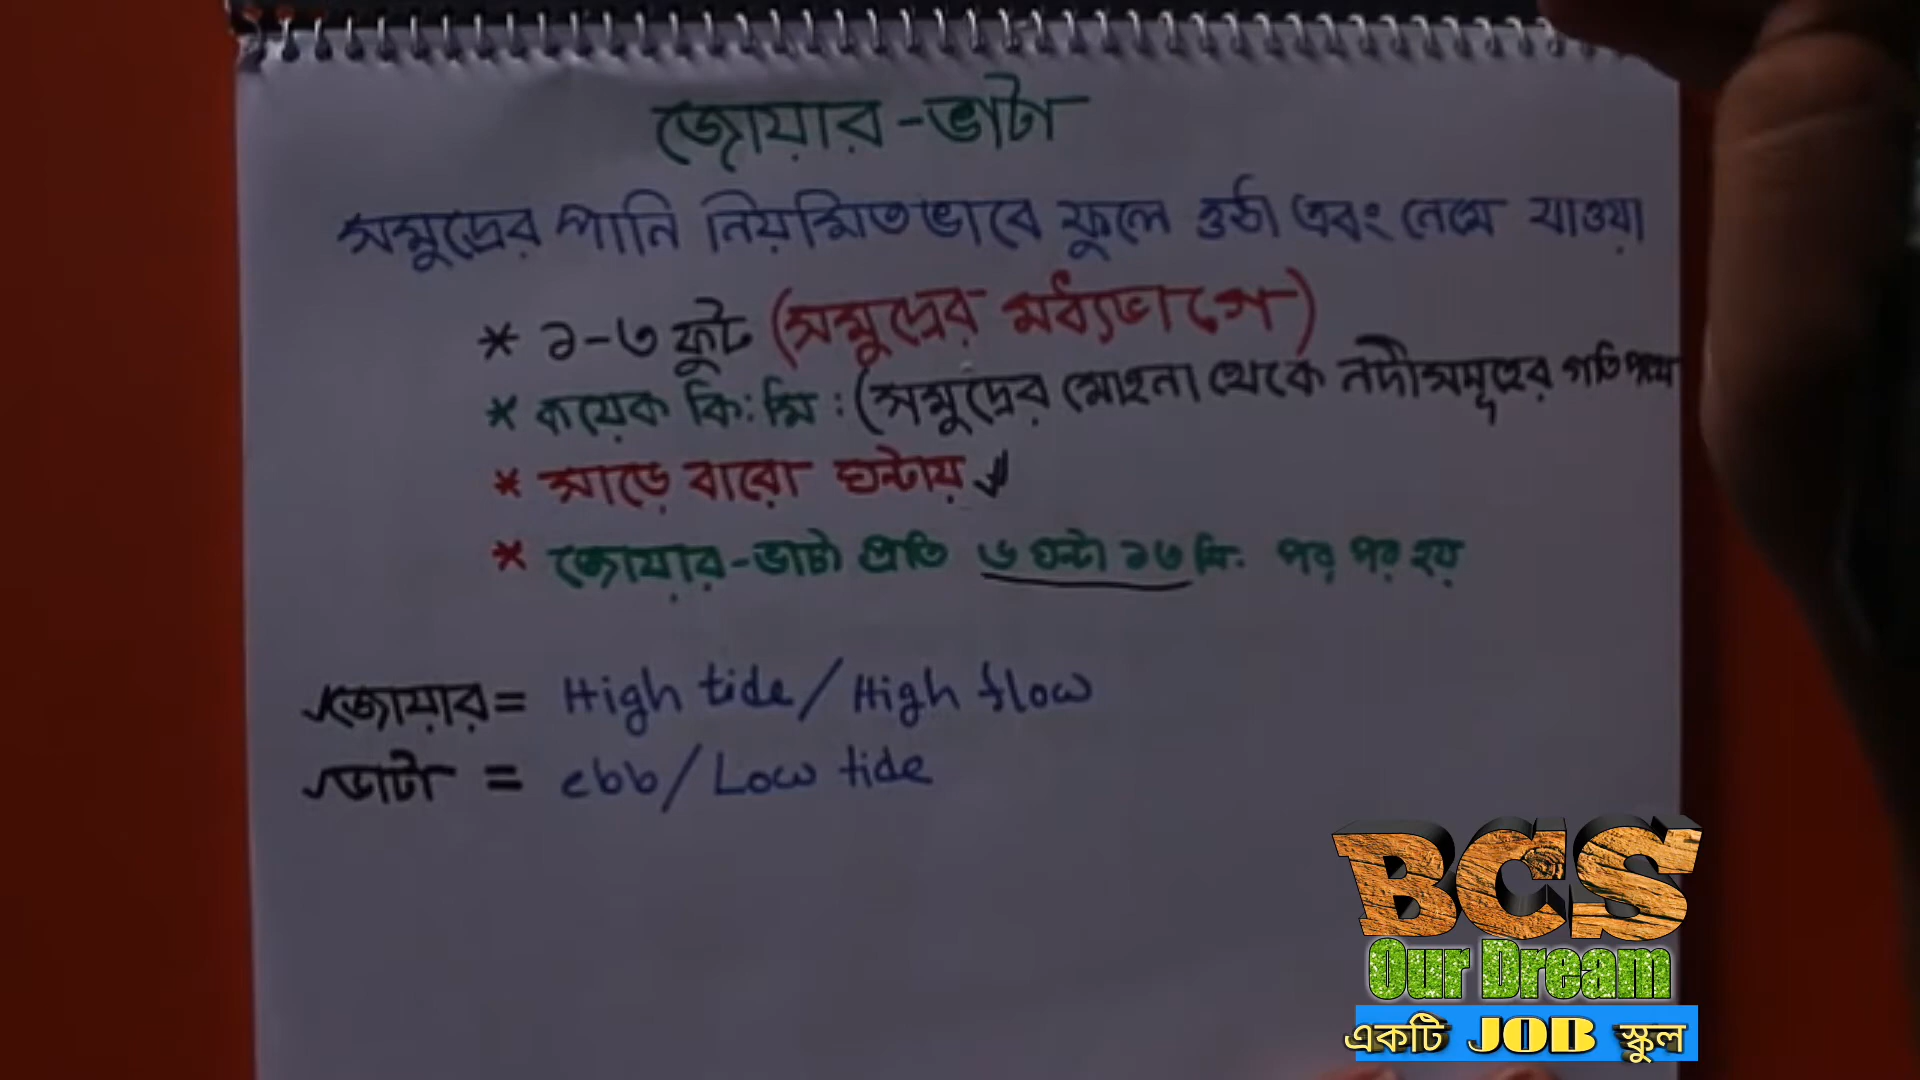 জোয়ার-ভাটা
সমুদ্রের পানি নিয়মিতভাবে ফুলে ওঠা এবং নেমে যাওয়া
* ১-৩ ফুট (সমুদ্রের মধ্যভাগে)
* কয়েক কি:মি: (সমুদ্রের মোহনা থেকে নদীসমূহের গতিপথে
* সাড়ে বারো ঘন্টায়
* জোয়ার-ভাটা প্রতি ৬ ঘন্টা ১৩ মি. পর পর হয়
জোয়ার= High tide/High flow
ভাটা = ebb/Low tide
BCS
Our Dream
একটি JOB স্কুল